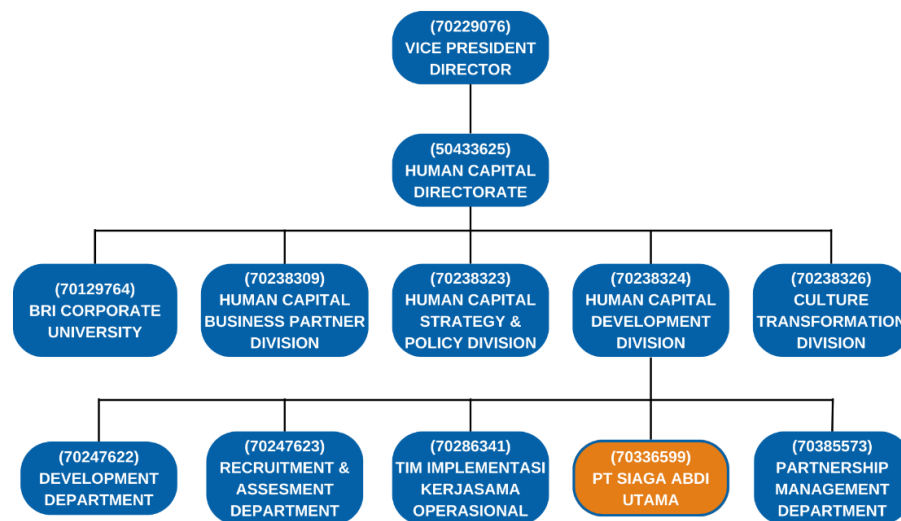 (70229076)
VICE PRESIDENT
DIRECTOR
(50433625)
HUMAN CAPITAL
DIRECTORATE
(70129764)
BRI CORPORATE
UNIVERSITY
(70238309)
HUMAN CAPITAL
BUSINESS PARTNER
DIVISION
(70238323)
HUMAN CAPITAL
STRATEGY &
POLICY DIVISION
(70238324)
HUMAN CAPITAL
DEVELOPMENT
DIVISION
(70238326)
CULTURE
TRANSFORMATION
DIVISION
(70247622)
DEVELOPMENT
DEPARTMENT
(70247623)
RECRUITMENT &
ASSESMENT
DEPARTMENT
(70286341)
TIM IMPLEMENTASI
KERJASAMA
OPERASIONAL
(70336599)
PT SIAGA ABDI
UTAMA
(70385573)
PARTNERSHIP
MANAGEMENT
DEPARTMENT